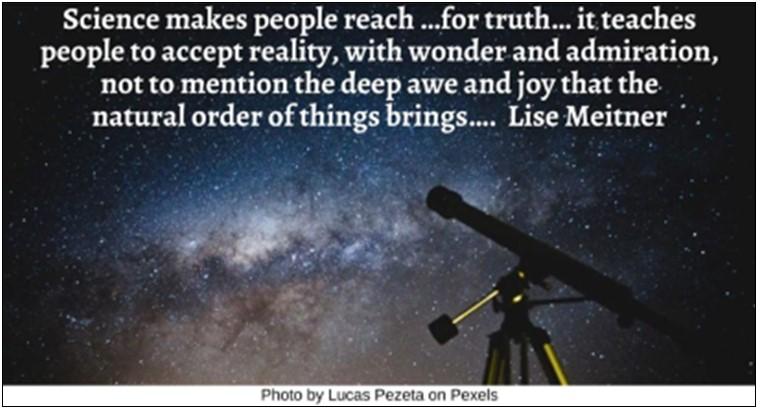 Science makes people reach ...for truth... it teaches
people to accept reality, with wonder and admiration,
not to mention the deep awe and joy that the
natural order of things brings.... Lise Meitner
Photo by Lucas Pezeta on Pexels